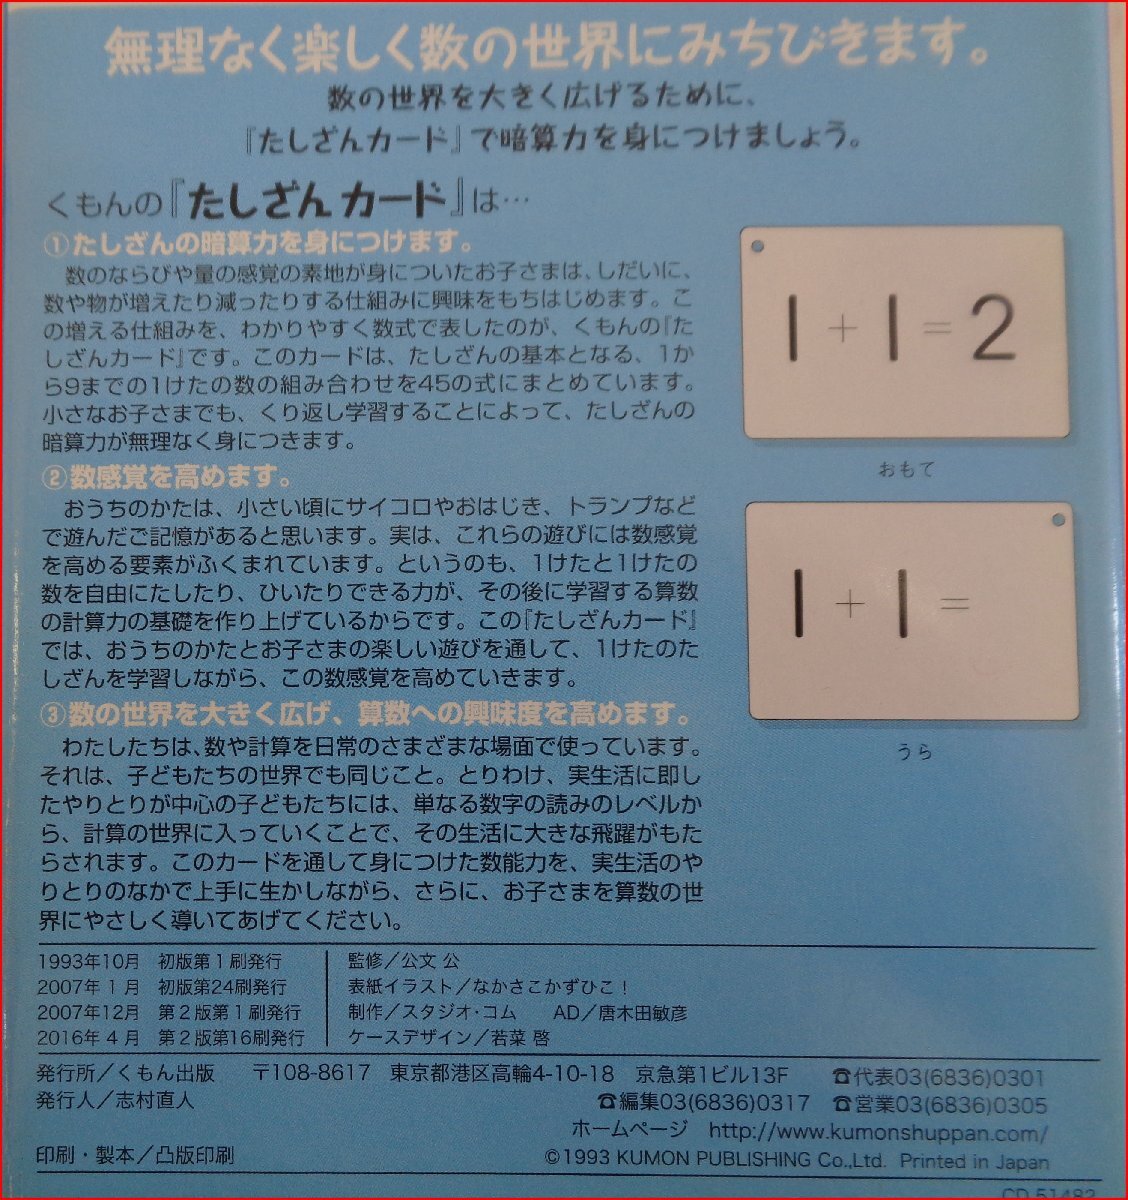 無理なく楽しく数の世界にみちびきます。
数の世界を大きく広げるために、
『たしざんカード』で暗算力を身につけましょう。
くもんの『たしざんカード』は…
①たしざんの暗算力を身につけます。
数のならびや量の感覚の素地が身についたお子さまは、しだいに、
数や物が増えたり減ったりする仕組みに興味をもちはじめます。こ
の増える仕組みを、わかりやすく数式で表したのが、くもんの『た
しざんカード』です。このカードは、たしざんの基本となる、1か
ら9までの1けたの数の組み合わせを45の式にまとめています。
小さなお子さまでも、くり返し学習することによって、たしざんの
暗算力が無理なく身につきます。
②数感覚を高めます。
おうちのかたは、小さい頃にサイコロやおはじき、トランプなど
で遊んだご記憶があると思います。実は、これらの遊びには数感覚
を高める要素がふくまれています。というのも、1けたと1けたの
数を自由にたしたり、ひいたりできる力が、その後に学習する算数
の計算力の基礎を作り上げているからです。この『たしざんカード』
では、おうちのかたとお子さまの楽しい遊びを通して、1けたのた
しざんを学習しながら、この数感覚を高めていきます。
③数の世界を大きく広げ、算数への興味度を高めます。
わたしたちは、数や計算を日常のさまざまな場面で使っています。
それは、子どもたちの世界でも同じこと。とりわけ、実生活に即し
たやりとりが中心の子どもたちには、単なる数字の読みのレベルか
ら、計算の世界に入っていくことで、その生活に大きな飛躍がもた
らされます。このカードを通して身につけた数能力を、実生活のや
りとりのなかで上手に生かしながら、さらに、お子さまを算数の世
界にやさしく導いてあげてください。
1+1=2
おもて
1+1=
うら
1993年10月 初版第1刷発行
2007年1月 初版第24刷発行
2007年12月 第2版第1刷発行
2016年4月 第2版第16刷発行
監修／公文 公
表紙イラスト／なかさこかずひこ！
制作／スタジオ・コム AD／唐木田敏彦
ケースデザイン／若菜 啓
発行所／くもん出版 〒108-8617 東京都港区高輪4-10-18 京急第1ビル13F ☎代表03(6836)0301
発行人／志村直人 ☎編集03(6836)0317 ☎営業03(6836)0305
ホームページ http://www.kumonshuppan.com/
印刷・製本／凸版印刷 ©1993 KUMON PUBLISHING Co.,Ltd. Printed in Japan
CD 51482